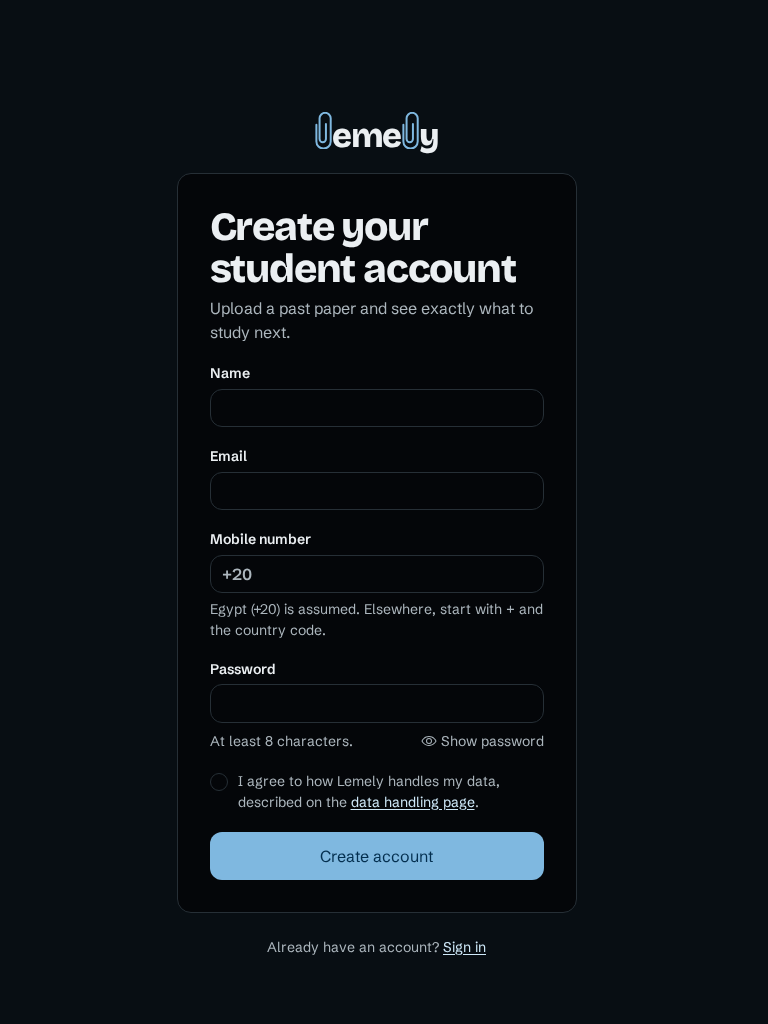 lemely
Create your
student account
Upload a past paper and see exactly what to
study next.
Name
Email
Mobile number
+20
Egypt (+20) is assumed. Elsewhere, start with + and
the country code.
Password
At least 8 characters.
Show password
I agree to how Lemely handles my data,
described on the data handling page.
Create account
Already have an account? Sign in